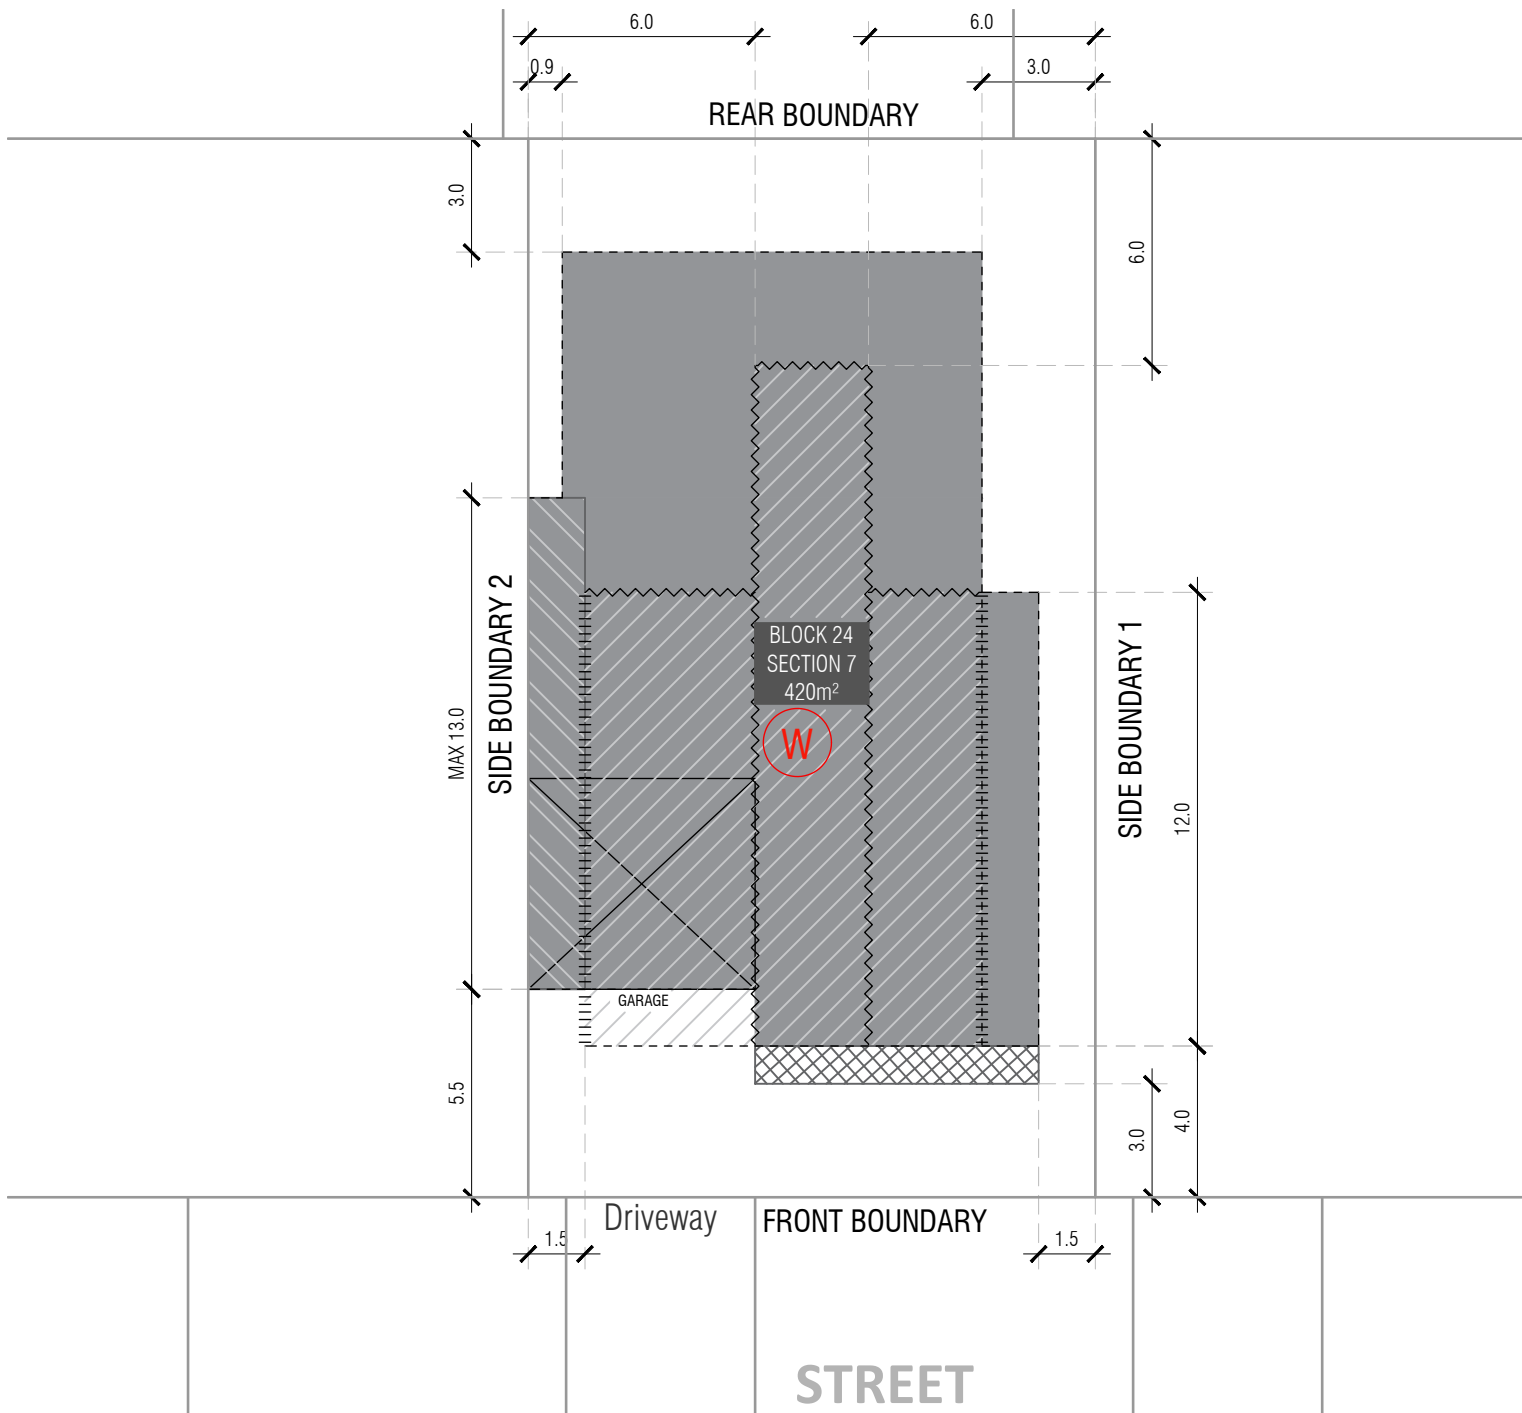 6.0
6.0
0.9
3.0
REAR BOUNDARY
3.0
6.0
BLOCK 24
SECTION 7
420m²
W
SIDE BOUNDARY 2
SIDE BOUNDARY 1
MAX 13.0
12.0
GARAGE
5.5
3.0
4.0
Driveway
FRONT BOUNDARY
1.5
1.5
STREET